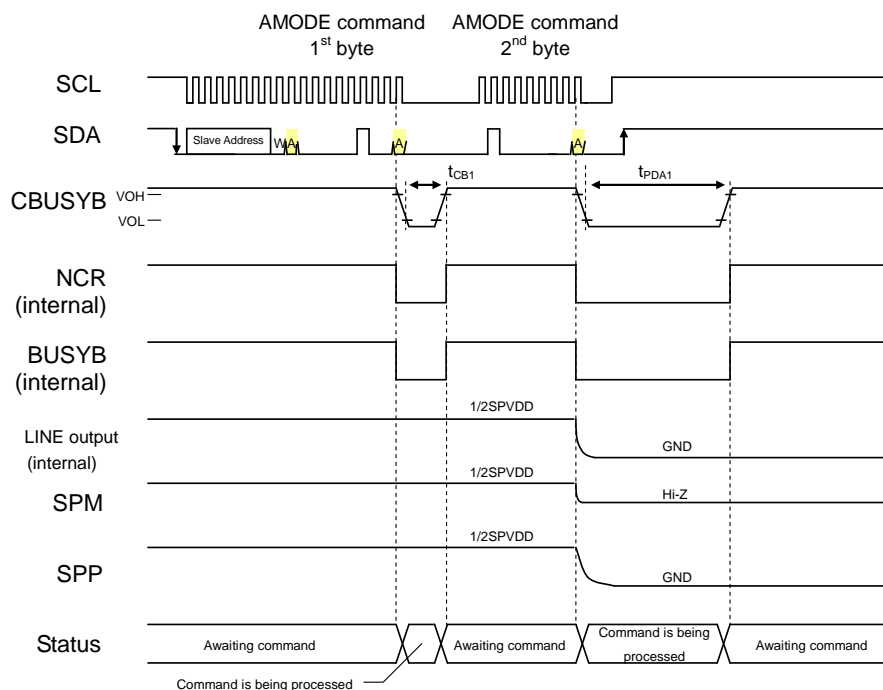 AMODE command
1st byte
AMODE command
2nd byte
SCL
SDA
Slave Address
W
A
A
A
tCB1
tPDA1
CBUSYB
VOH
VOL
NCR
(internal)
BUSYB
(internal)
1/2SPVDD
LINE output
(internal)
GND
1/2SPVDD
SPM
Hi-Z
1/2SPVDD
SPP
GND
Status
Awaiting command
Awaiting command
Command is being
processed
Awaiting command
Command is being processed